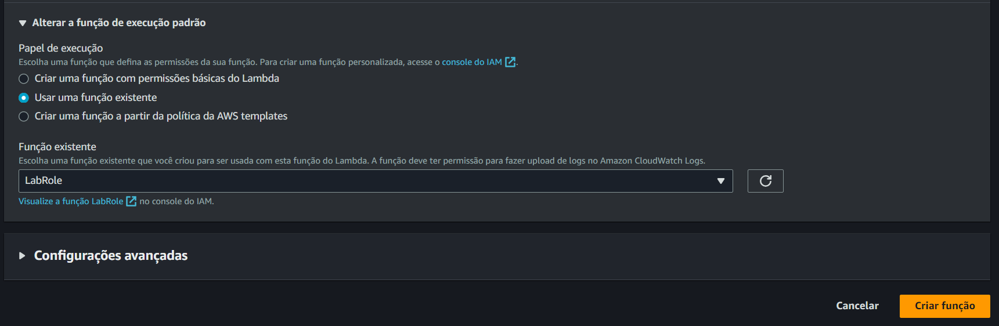 Alterar a função de execução padrão
Papel de execução
Escolha uma função que defina as permissões da sua função. Para criar uma função personalizada, acesse o console do IAM.
Criar uma função com permissões básicas do Lambda
Usar uma função existente
Criar uma função a partir da política da AWS templates
Função existente
Escolha uma função existente que você criou para ser usada com esta função do Lambda. A função deve ter permissão para fazer upload de logs no Amazon CloudWatch Logs.
LabRole
Visualize a função LabRole no console do IAM.
Configurações avançadas
Cancelar Criar função